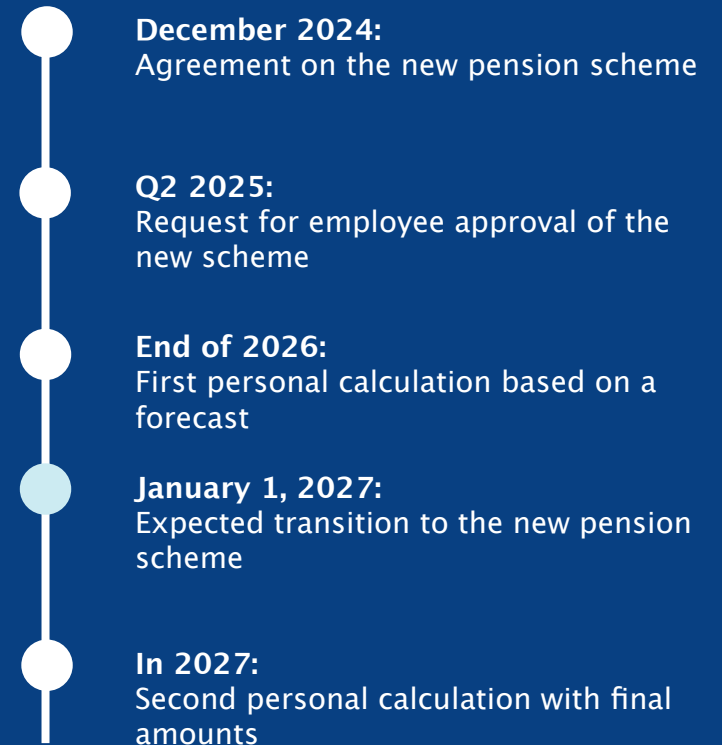 December 2024:
Agreement on the new pension scheme
Q2 2025:
Request for employee approval of the
new scheme
End of 2026:
First personal calculation based on a
forecast
January 1, 2027:
Expected transition to the new pension
scheme
In 2027:
Second personal calculation with final
amounts